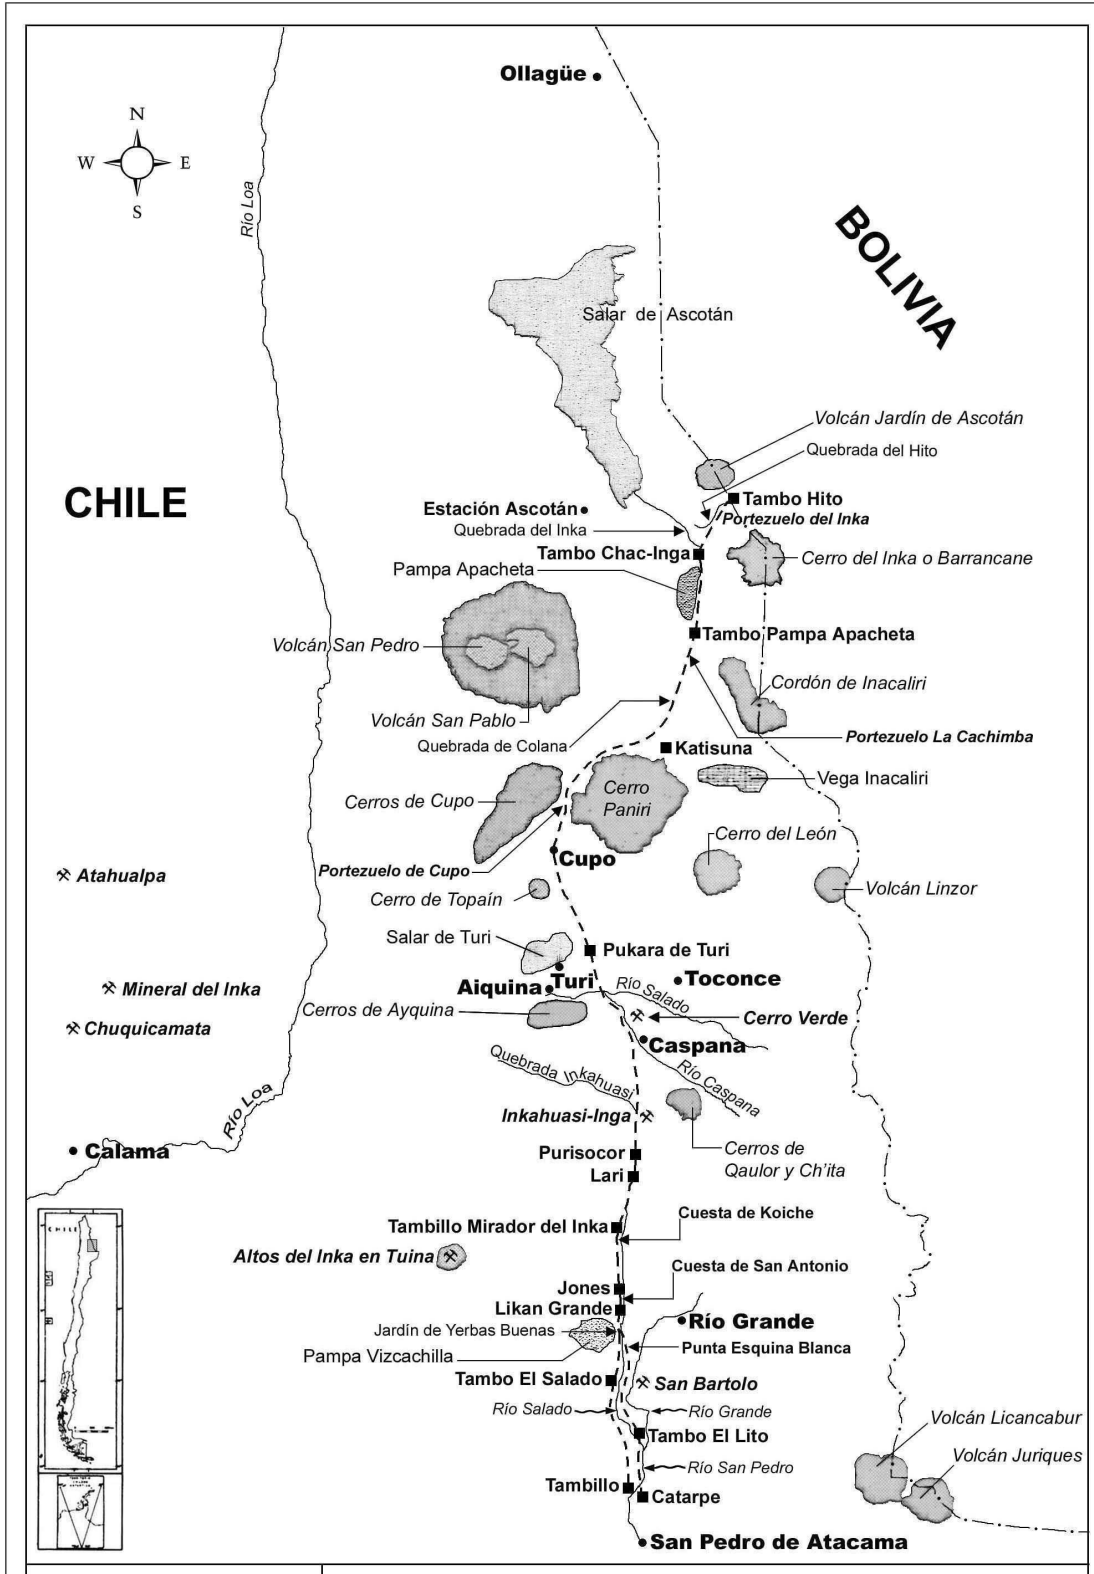 Ollagüe
N
W
E
S
Río Loa
BOLIVIA
Salar de Ascotán
Volcán Jardín de Ascotán
Quebrada del Hito
CHILE
Tambo Hito
Estación Ascotán
Portezuelo del Inka
Quebrada del Inka
Tambo Chac-Inga
Cerro del Inka o Barrancane
Pampa Apacheta
Tambo Pampa Apacheta
Volcán San Pedro
Cordón de Inacaliri
Volcán San Pablo
Portezuelo La Cachimba
Quebrada de Colana
Katisuna
Vega Inacaliri
Cerro
Paniri
Cerros de Cupo
Cerro del León
Cupo
Portezuelo de Cupo
Atahualpa
Volcán Linzor
Cerro de Topaín
Salar de Turi
Pukara de Turi
Turi
Toconce
Aiquina
Río Salado
Mineral del Inka
Cerros de Ayquina
Cerro Verde
Chuquicamata
Caspana
Quebrada Inkahuasi
Río Caspana
Río Loa
Inkahuasi-Inga
Calama
Purisocor
Cerros de
Qaulor y Ch'ita
Lari
Cuesta de Koiche
Tambillo Mirador del Inka
CHILE
Altos del Inka en Tuina
Cuesta de San Antonio
Jones
Likan Grande
Río Grande
Jardín de Yerbas Buenas
Punta Esquina Blanca
Pampa Vizcachilla
Tambo El Salado
San Bartolo
Río Salado
Río Grande
Volcán Licancabur
Tambo El Lito
Volcán Juriques
Río San Pedro
Tambillo
Catarpe
San Pedro de Atacama